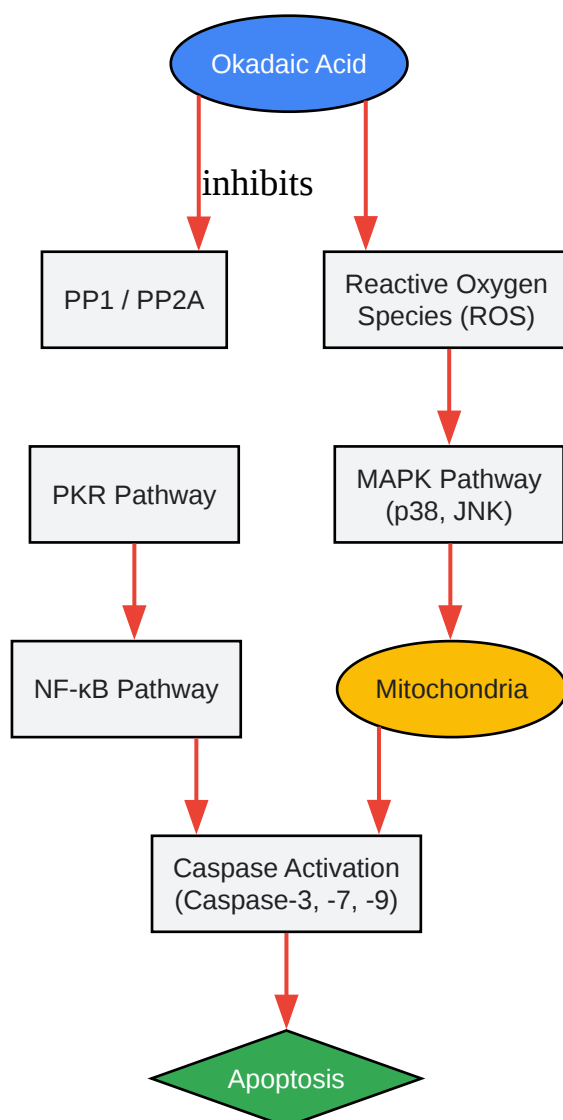 Okadaic Acid
inhibits
PP1 / PP2A
Reactive Oxygen
Species (ROS)
PKR Pathway
MAPK Pathway
(p38, JNK)
NF-κB Pathway
Mitochondria
Caspase Activation
(Caspase-3, -7, -9)
Apoptosis